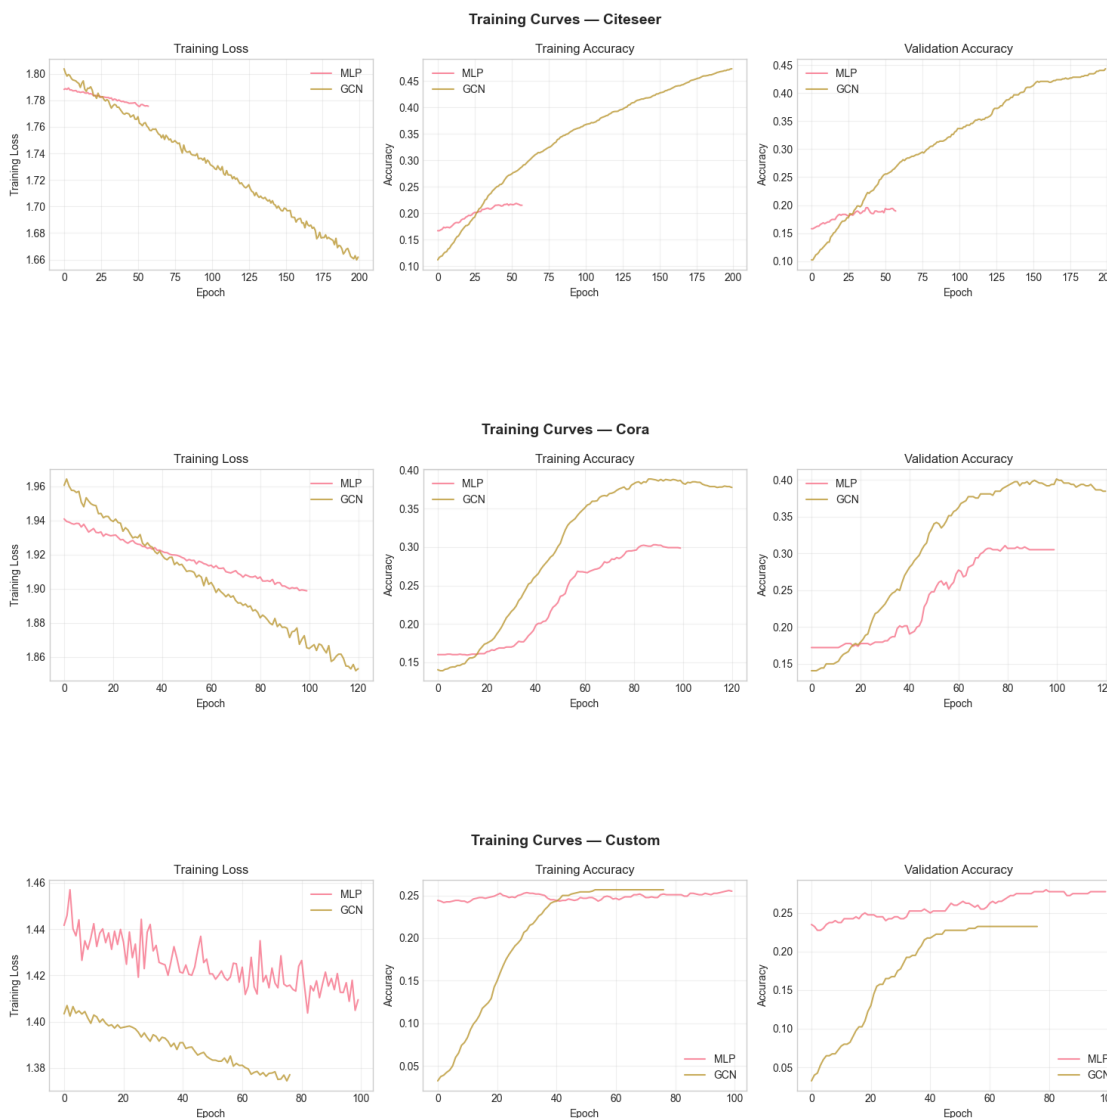 Training Curves — Citeseer
Training Loss
Training Loss
1.80
1.78
1.76
1.74
1.72
1.70
1.68
1.66
MLP
GCN
0 25 50 75 100 125 150 175 200
Epoch
Training Accuracy
Accuracy
0.45
0.40
0.35
0.30
0.25
0.20
0.15
0.10
MLP
GCN
0 25 50 75 100 125 150 175 200
Epoch
Validation Accuracy
Accuracy
0.45
0.40
0.35
0.30
0.25
0.20
0.15
0.10
MLP
GCN
0 25 50 75 100 125 150 175
Epoch
Training Curves — Cora
Training Loss
Training Loss
1.96
1.94
1.92
1.90
1.88
1.86
MLP
GCN
0 20 40 60 80 100 120
Epoch
Training Accuracy
Accuracy
0.40
0.35
0.30
0.25
0.20
0.15
MLP
GCN
0 20 40 60 80 100 120
Epoch
Validation Accuracy
Accuracy
0.40
0.35
0.30
0.25
0.20
0.15
MLP
GCN
0 20 40 60 80 100
Epoch
Training Curves — Custom
Training Loss
Training Loss
1.46
1.44
1.42
1.40
1.38
MLP
GCN
0 20 40 60 80 100
Epoch
Training Accuracy
Accuracy
0.25
0.20
0.15
0.10
0.05
MLP
GCN
0 20 40 60 80 100
Epoch
Validation Accuracy
Accuracy
0.25
0.20
0.15
0.10
0.05
MLP
GCN
0 20 40 60 80
Epoch